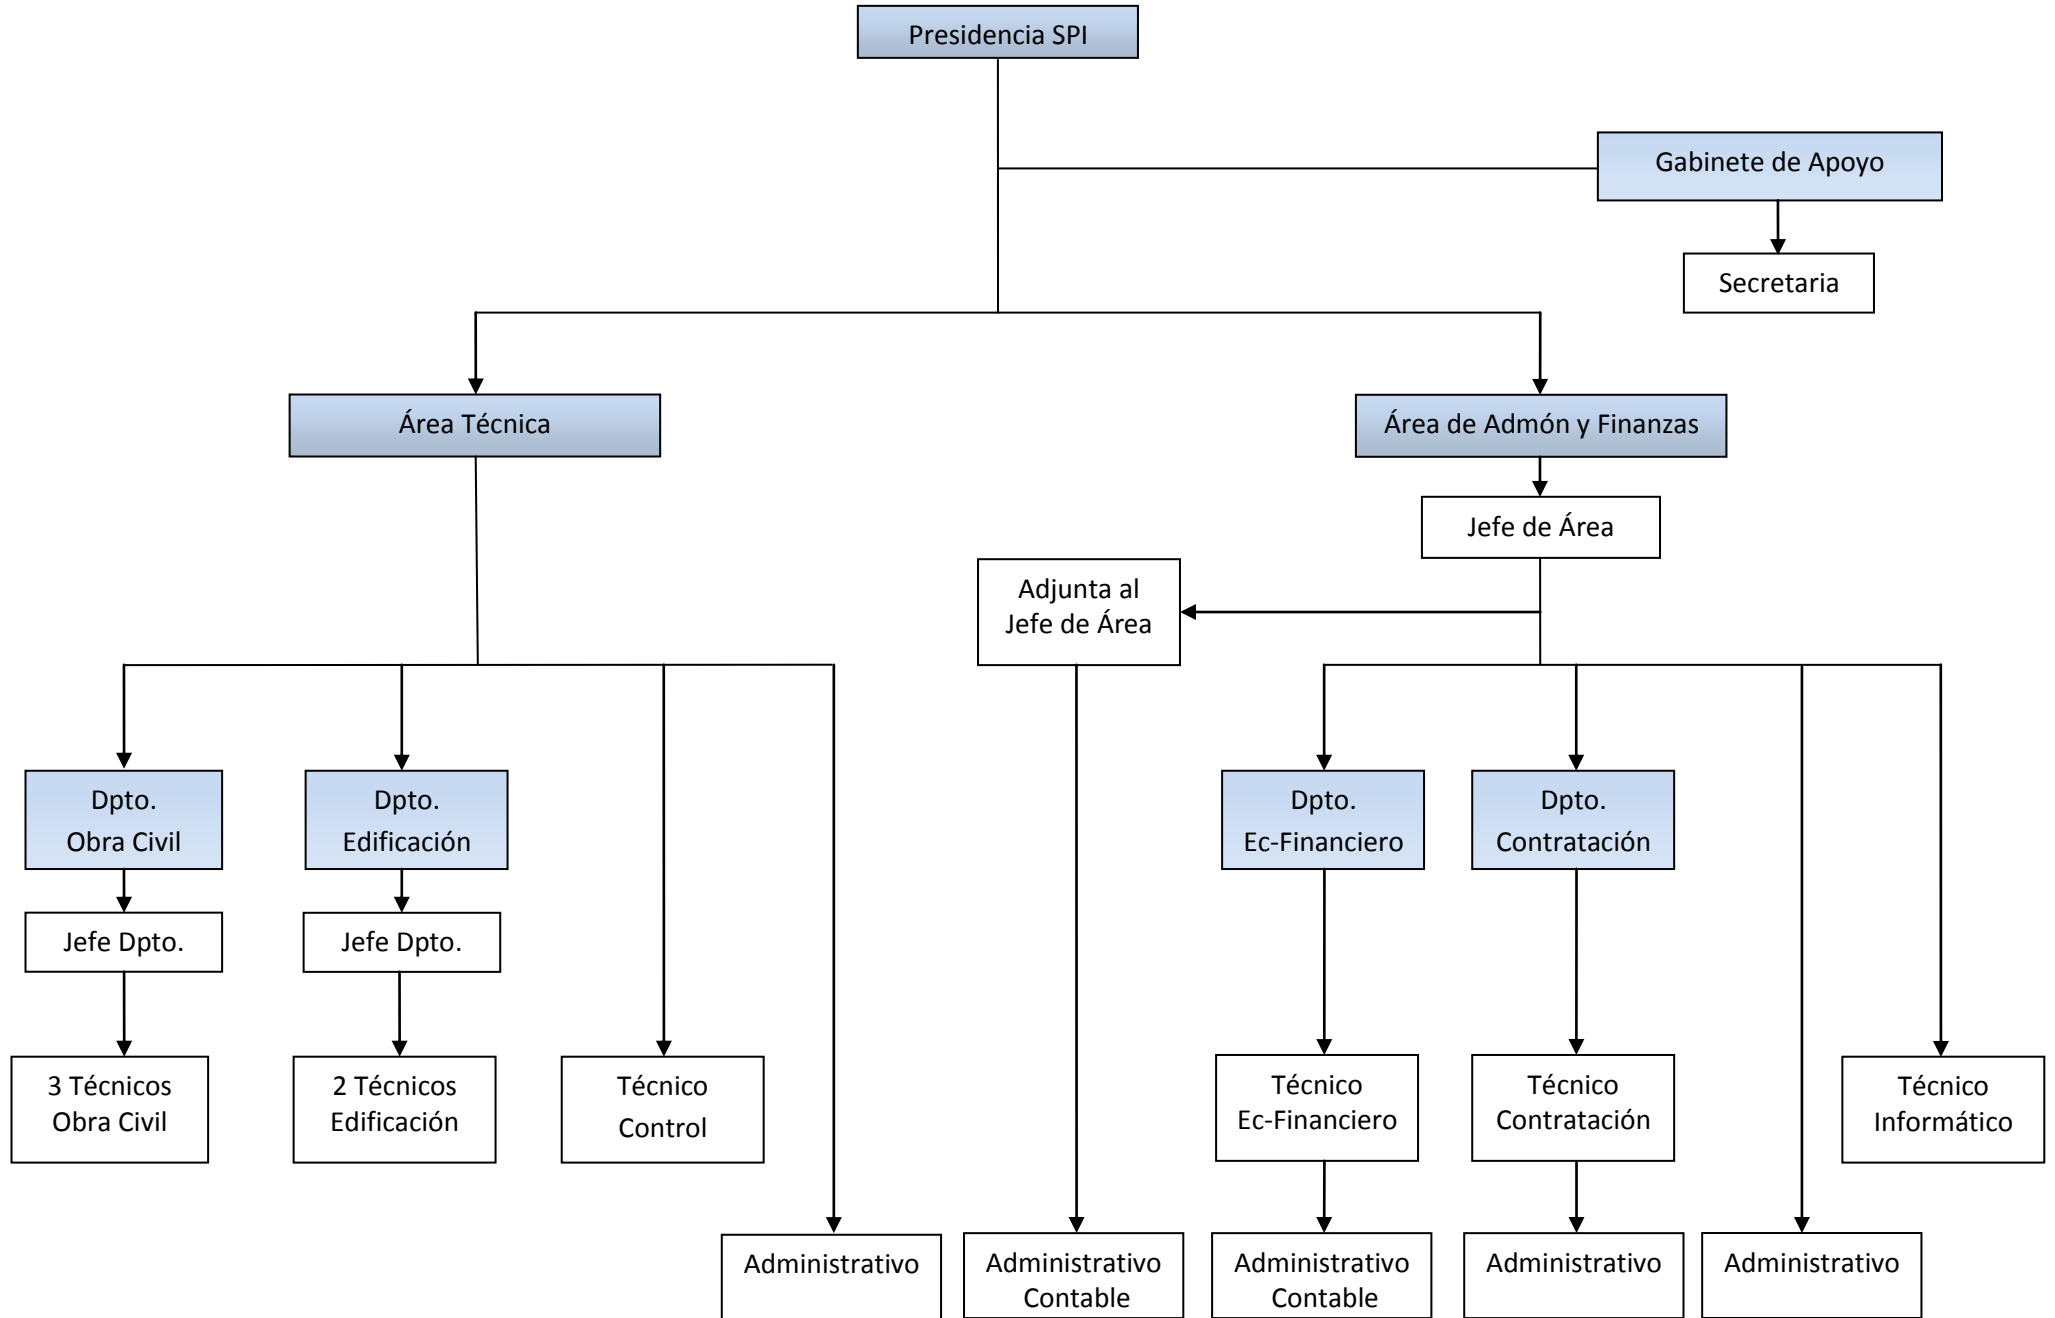 Presidencia SPI
Gabinete de Apoyo
Secretaria
Área Técnica
Área de Admón y Finanzas
Jefe de Área
Adjunta al
Jefe de Área
Dpto.
Obra Civil
Dpto.
Edificación
Dpto.
Ec-Financiero
Dpto.
Contratación
Jefe Dpto.
Jefe Dpto.
3 Técnicos
Obra Civil
2 Técnicos
Edificación
Técnico
Control
Técnico
Ec-Financiero
Técnico
Contratación
Técnico
Informático
Administrativo
Administrativo
Contable
Administrativo
Contable
Administrativo
Administrativo